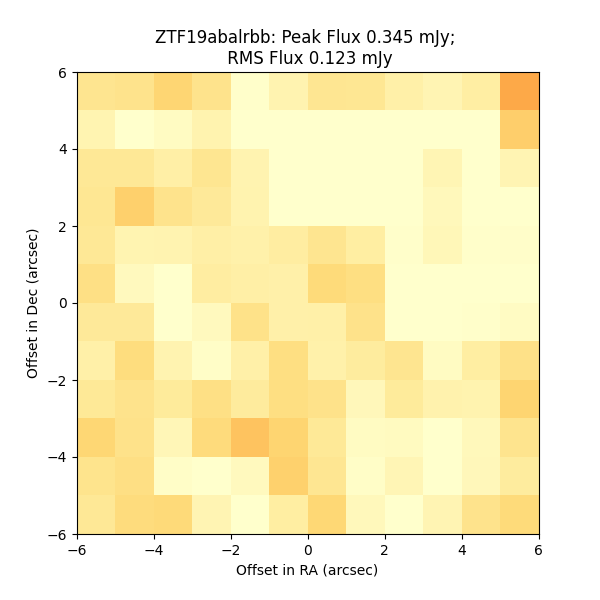 ZTF19abalrbb: Peak Flux 0.345 mJy;
RMS Flux 0.123 mJy
6
4
2
0
−2
−4
−6
Offset in Dec (arcsec)
−6 −4 −2 0 2 4 6
Offset in RA (arcsec)